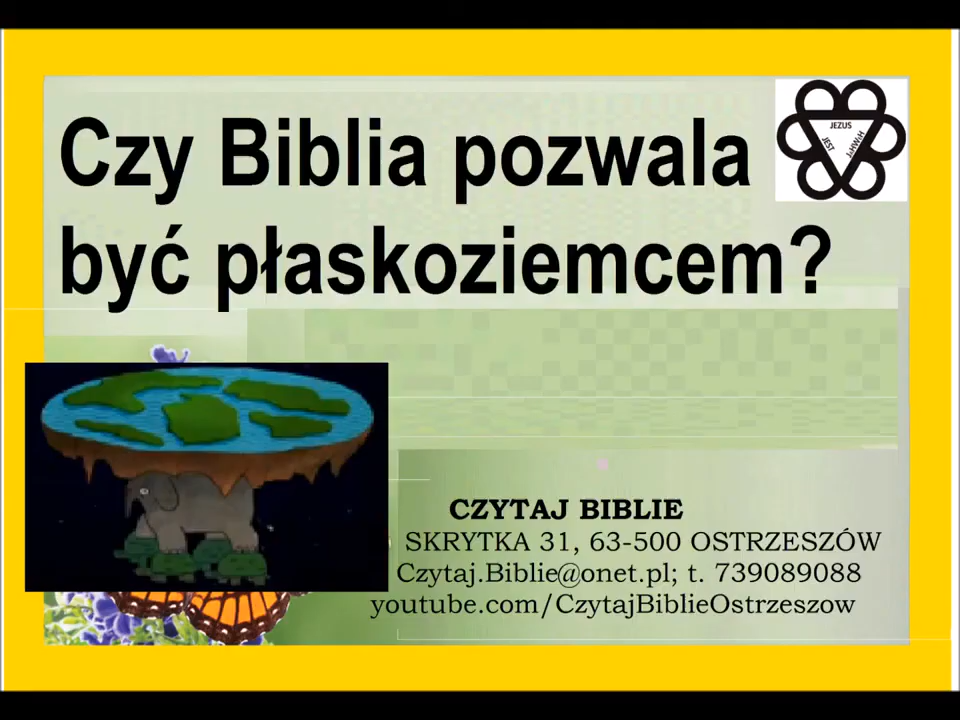 Czy Biblia pozwala
być płaskoziemcem?
JEZUS
JEST
JaHWeH
CZYTAJ BIBLIE
SKRYTKA 31, 63-500 OSTRZESZÓW
Czytaj.Biblie@onet.pl; t. 739089088
youtube.com/CzytajBiblieOstrzeszow